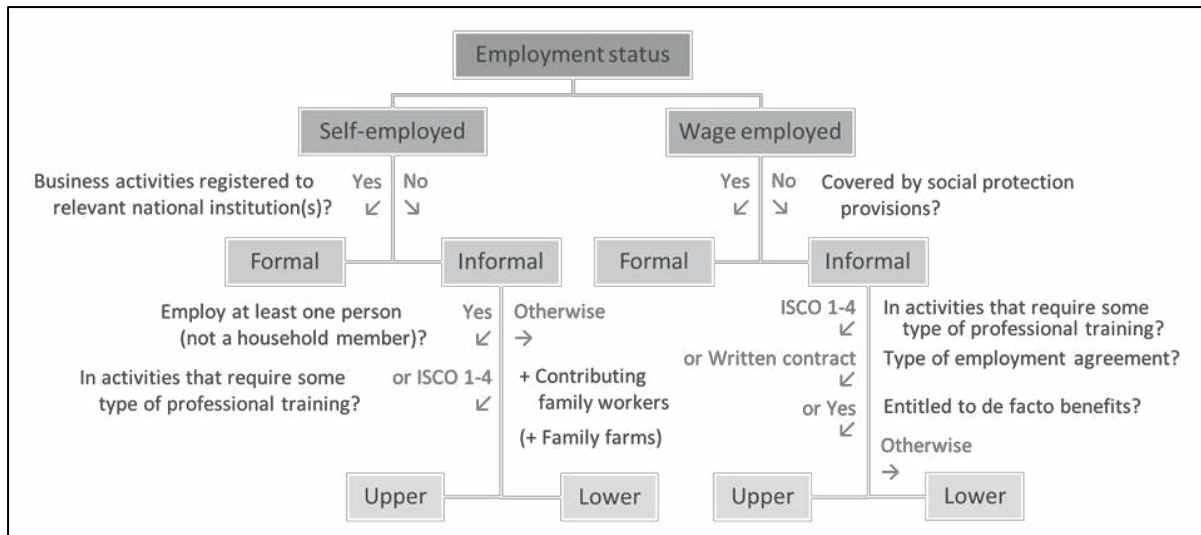 Employment status
Self-employed
Wage employed
Business activities registered to
relevant national institution(s)?
Yes
No
Yes
No
Covered by social protection
provisions?
Formal
Informal
Formal
Informal
Employ at least one person
(not a household member)?
Yes
Otherwise
In activities that require some
type of professional training?
or ISCO 1-4
+ Contributing
family workers
(+ Family farms)
ISCO 1-4
In activities that require some
type of professional training?
or Written contract
Type of employment agreement?
or Yes
Entitled to de facto benefits?
Otherwise
Upper
Lower
Upper
Lower